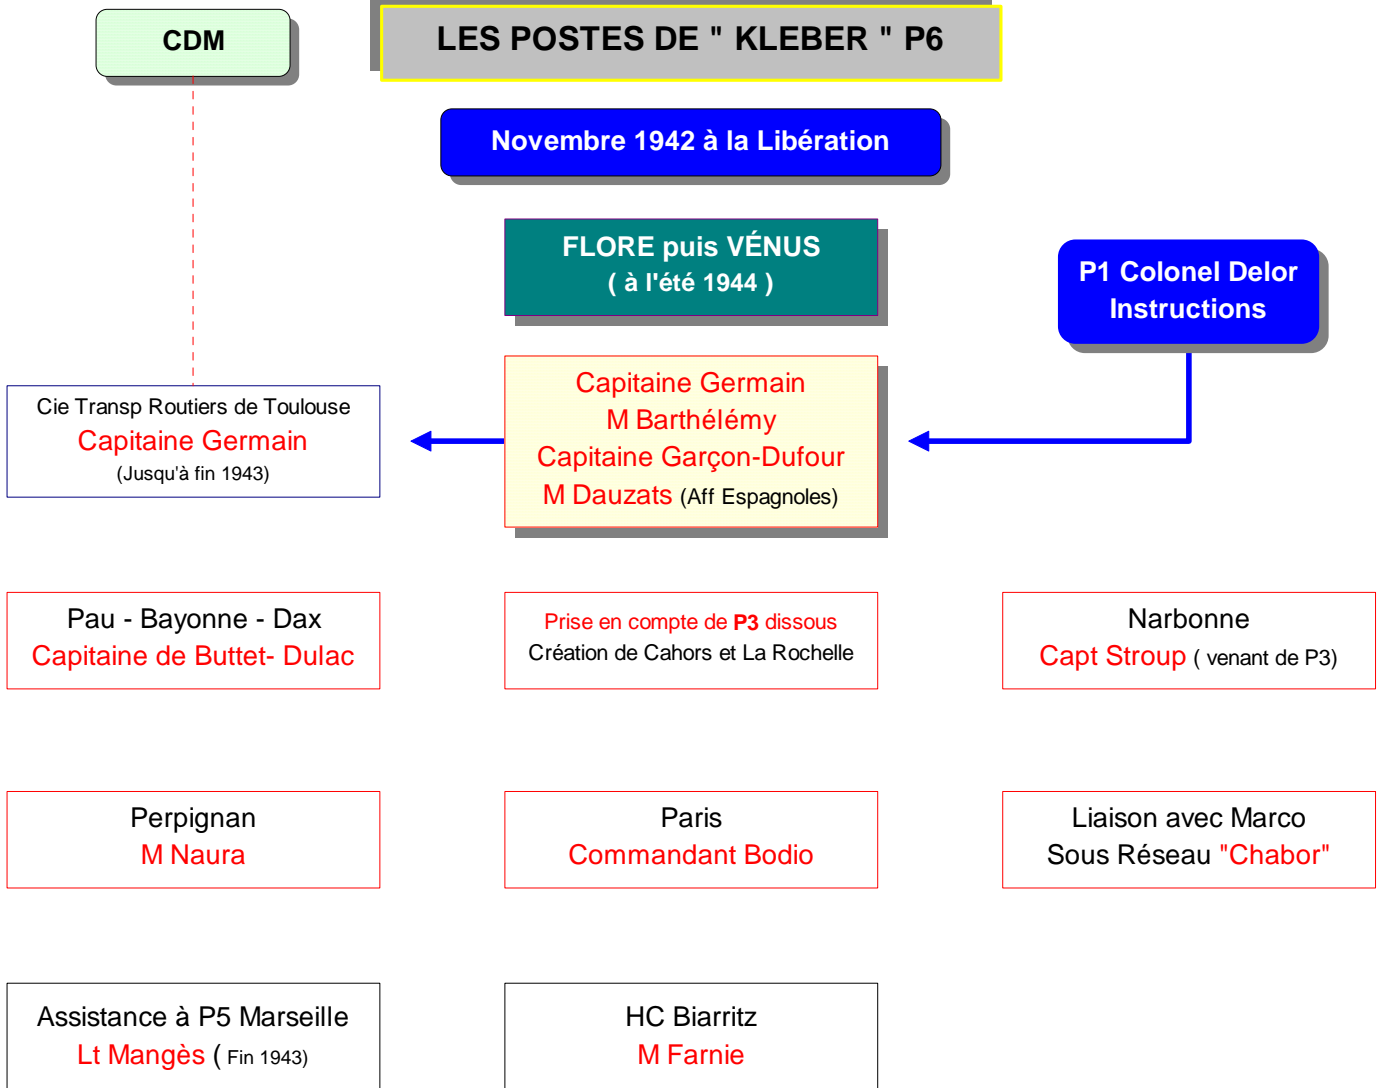 CDM
LES POSTES DE " KLEBER " P6
Novembre 1942 à la Libération
FLORE puis VÉNUS
( à l'été 1944 )
P1 Colonel Delor
Instructions
Cie Transp Routiers de Toulouse
Capitaine Germain
(Jusqu'à fin 1943)
Capitaine Germain
M Barthélémy
Capitaine Garçon-Dufour
M Dauzats (Aff Espagnoles)
Pau - Bayonne - Dax
Capitaine de Buttet- Dulac
Prise en compte de P3 dissous
Création de Cahors et La Rochelle
Narbonne
Capt Stroup ( venant de P3)
Perpignan
M Naura
Paris
Commandant Bodio
Liaison avec Marco
Sous Réseau "Chabor"
Assistance à P5 Marseille
Lt Mangès ( Fin 1943)
HC Biarritz
M Farnie